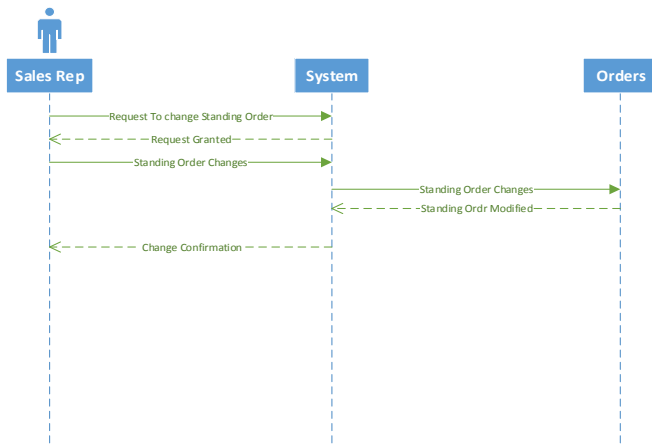 Sales Rep
System
Orders
Request To change Standing Order
Request Granted
Standing Order Changes
Standing Order Changes
Standing Ordr Modified
Change Confirmation